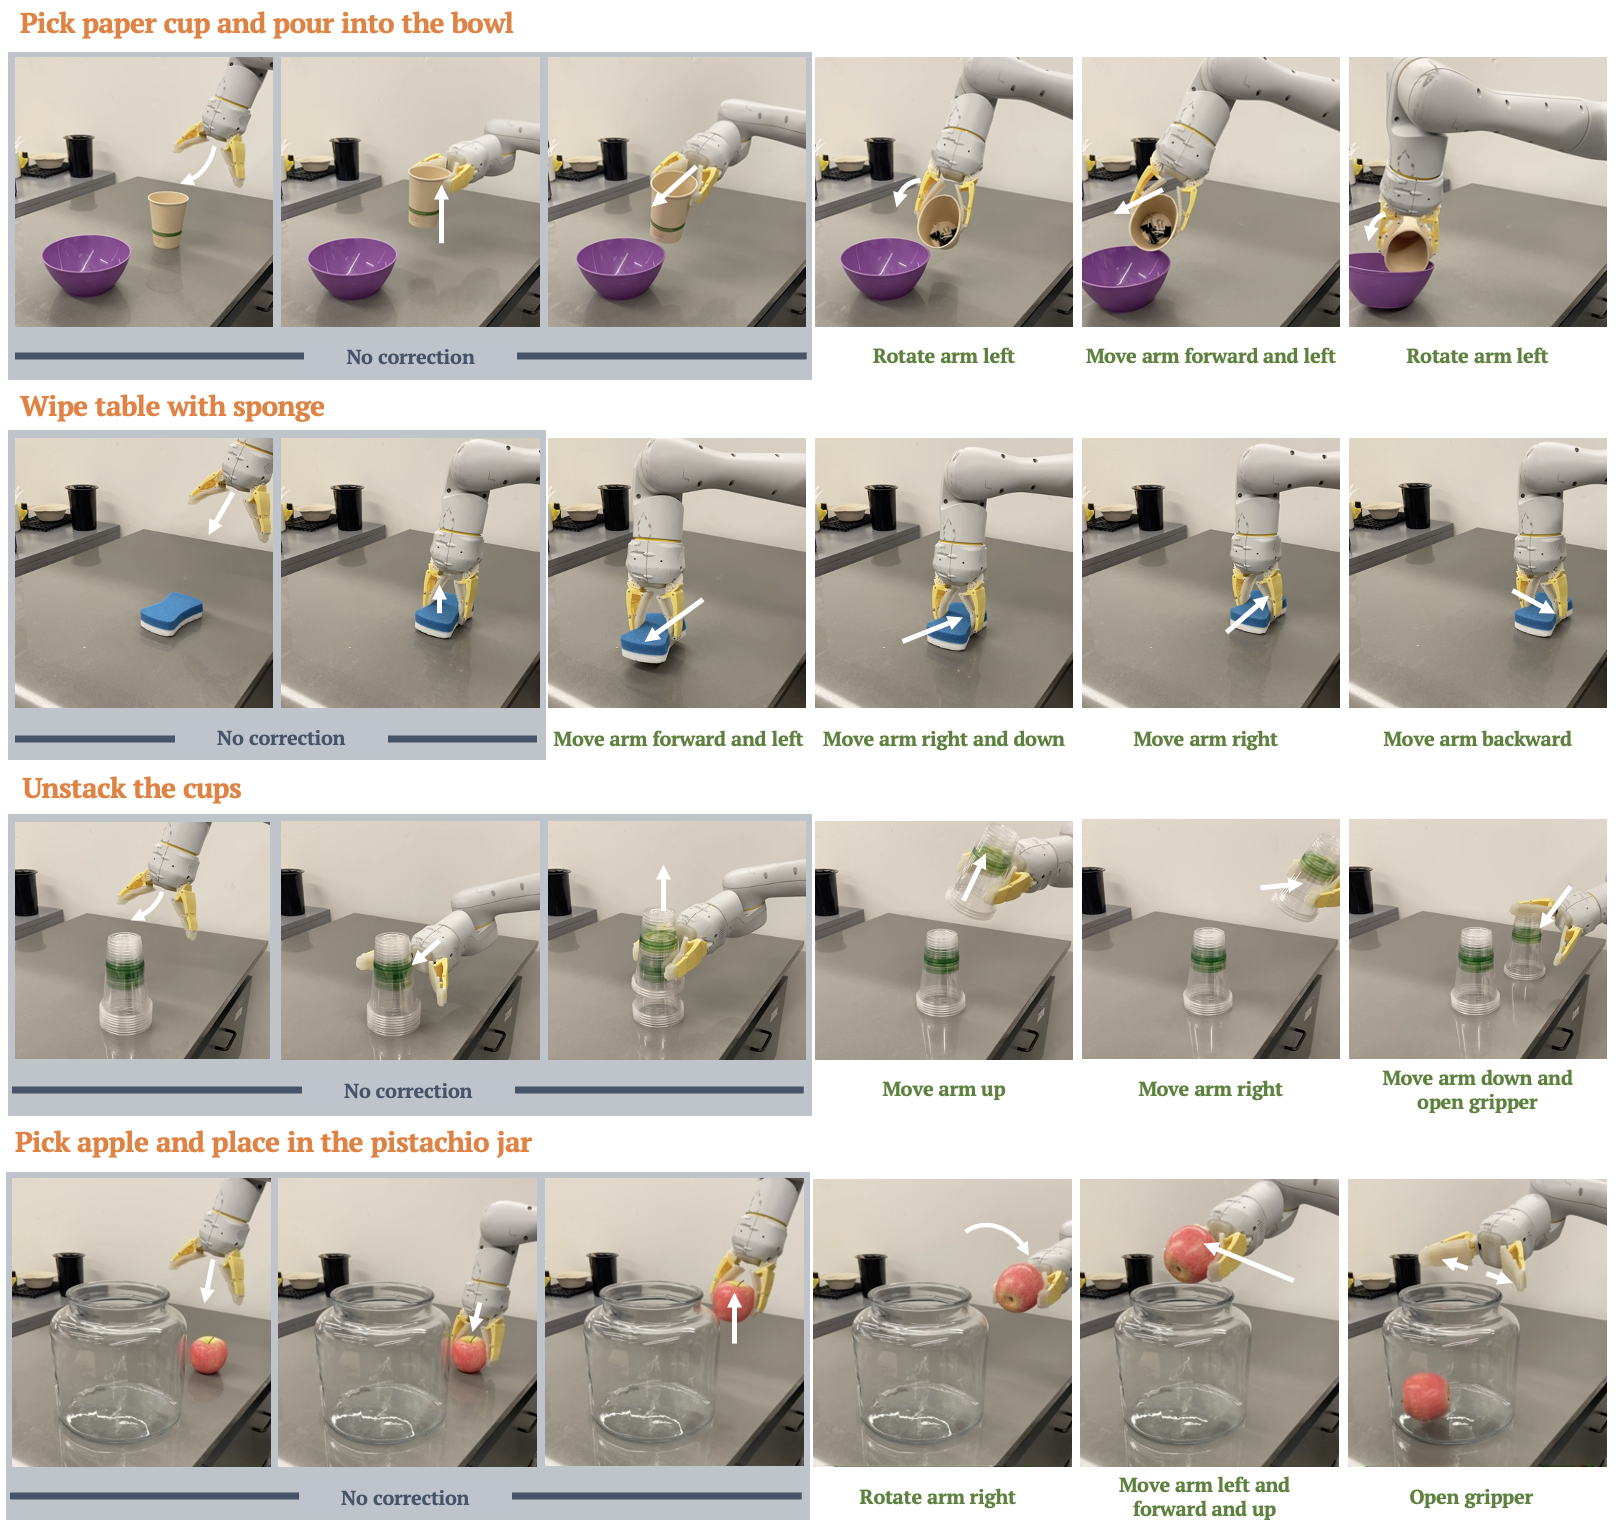 Pick paper cup and pour into the bowl
No correction
Rotate arm left
Move arm forward and left
Rotate arm left
Wipe table with sponge
No correction
Move arm forward and left
Move arm right and down
Move arm right
Move arm backward
Unstack the cups
No correction
Move arm up
Move arm right
Move arm down and
open gripper
Pick apple and place in the pistachio jar
No correction
Rotate arm right
Move arm left and
forward and up
Open gripper